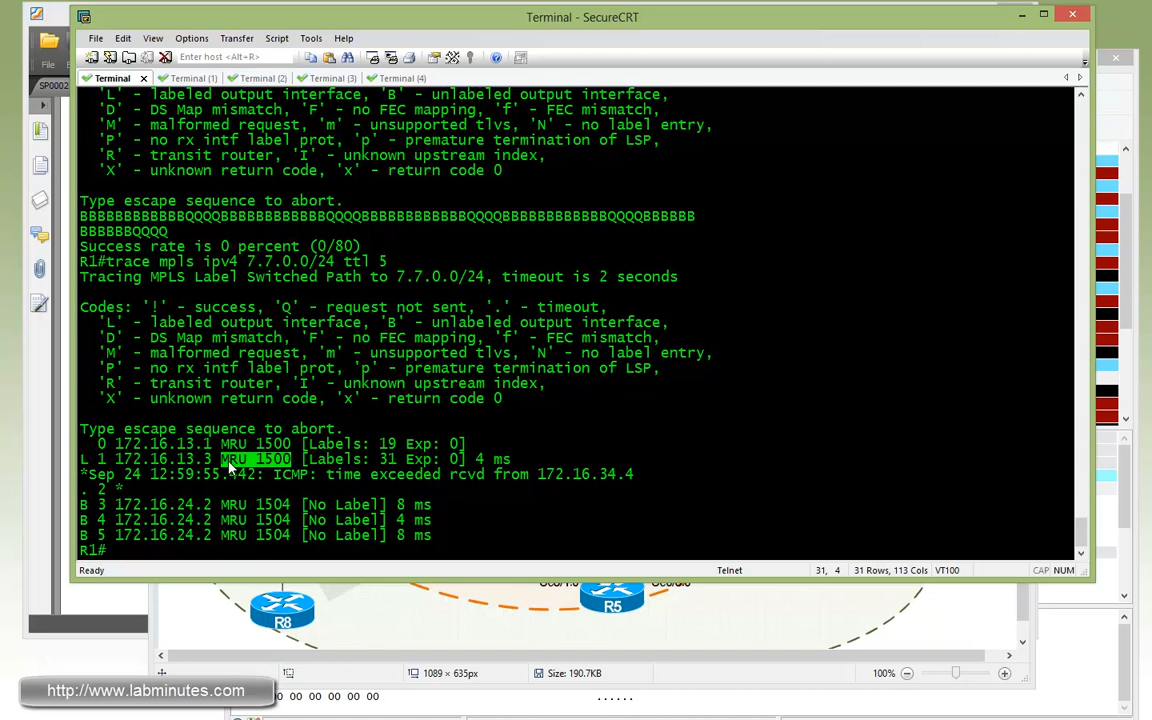 Terminal - SecureCRT
File Edit View Options Transfer Script Tools Help
Enter host <Alt+R>
File
SP0002
Terminal Terminal (1) Terminal (2) Terminal (3) Terminal (4)
'L' - labeled output interface, 'B' - unlabeled output interface,
'D' - DS Map mismatch, 'F' - no FEC mapping, 'f' - FEC mismatch,
'M' - malformed request, 'm' - unsupported tlvs, 'N' - no label entry,
'P' - no rx intf label prot, 'p' - premature termination of LSP,
'R' - transit router, 'I' - unknown upstream index,
'X' - unknown return code, 'x' - return code 0
Type escape sequence to abort.
BBBBBBBBBBBBQQQQBBBBBBBBBBBBQQQQBBBBBBBBBBBBQQQQBBBBBBBBBBBBQQQQBBBBBB
BBBBBBQQQQ
Success rate is 0 percent (0/80)
R1#trace mpls ipv4 7.7.0.0/24 ttl 5
Tracing MPLS Label Switched Path to 7.7.0.0/24, timeout is 2 seconds
Codes: '!' - success, 'Q' - request not sent, '.' - timeout,
'L' - labeled output interface, 'B' - unlabeled output interface,
'D' - DS Map mismatch, 'F' - no FEC mapping, 'f' - FEC mismatch,
'M' - malformed request, 'm' - unsupported tlvs, 'N' - no label entry,
'P' - no rx intf label prot, 'p' - premature termination of LSP,
'R' - transit router, 'I' - unknown upstream index,
'X' - unknown return code, 'x' - return code 0
Type escape sequence to abort.
0 172.16.13.1 MRU 1500 [Labels: 19 Exp: 0]
L 1 172.16.13.3 MRU 1500 [Labels: 31 Exp: 0] 4 ms
*Sep 24 12:59:55.442: ICMP: time exceeded rcvd from 172.16.34.4
. 2 *
B 3 172.16.24.2 MRU 1504 [No Label] 8 ms
B 4 172.16.24.2 MRU 1504 [No Label] 4 ms
B 5 172.16.24.2 MRU 1504 [No Label] 8 ms
R1#
Ready Telnet 31, 4 31 Rows, 113 Cols VT100 CAP NUM
R8
R5
1089 × 635px Size: 190.7KB 100%
http://www.labminutes.com
00 00 00 00 00 ......